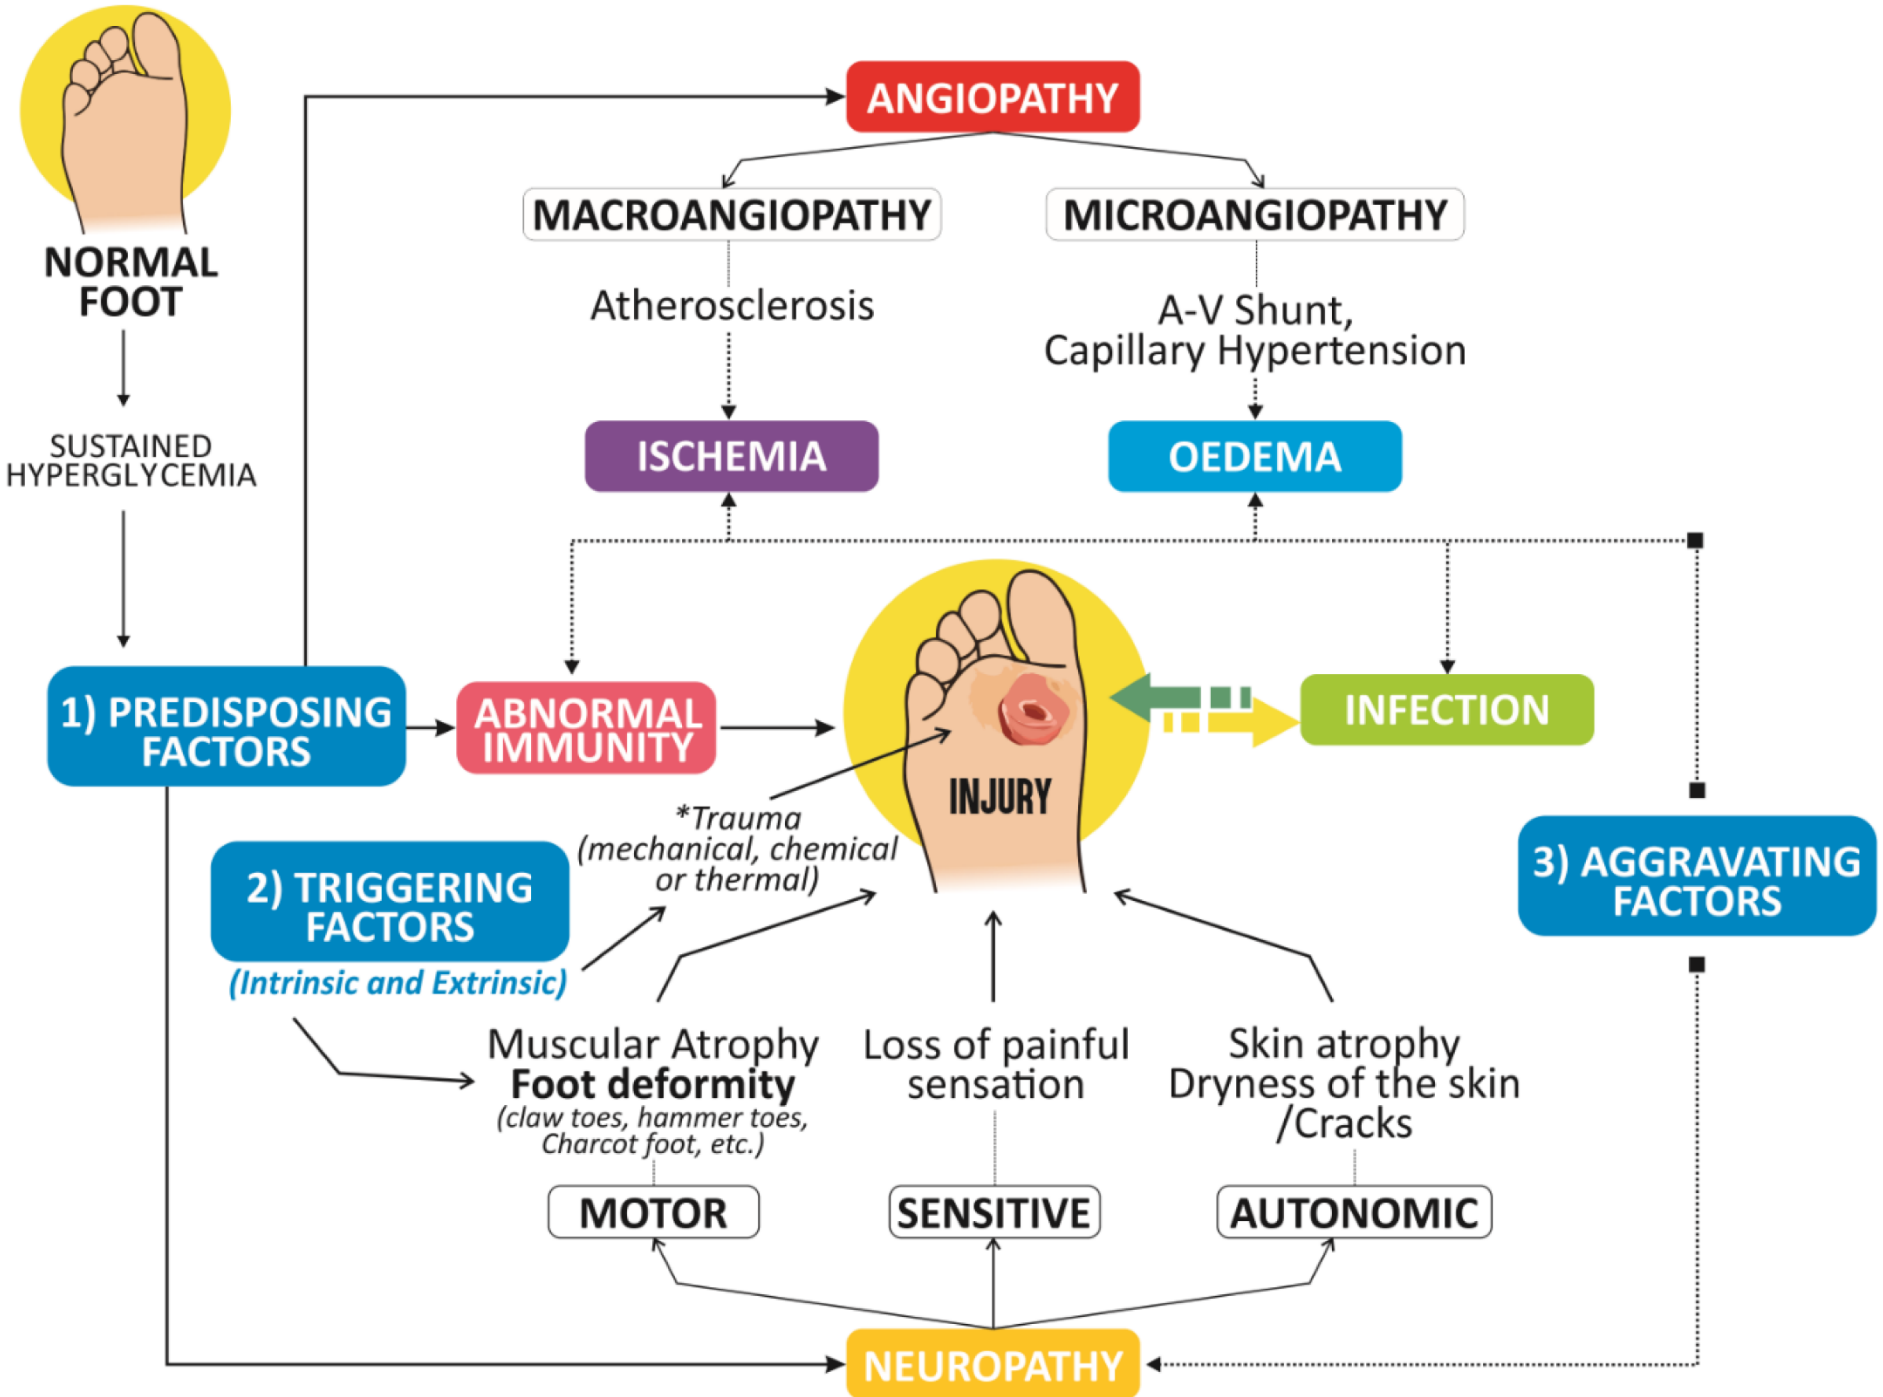 NORMAL
FOOT
SUSTAINED
HYPERGLYCEMIA
1) PREDISPOSING
FACTORS
ANGIOPATHY
MACROANGIOPATHY
MICROANGIOPATHY
Atherosclerosis
A-V Shunt,
Capillary Hypertension
ISCHEMIA
OEDEMA
ABNORMAL
IMMUNITY
INJURY
INFECTION
*Trauma
(mechanical, chemical
or thermal)
2) TRIGGERING
FACTORS
(Intrinsic and Extrinsic)
3) AGGRAVATING
FACTORS
Muscular Atrophy
Foot deformity
(claw toes, hammer toes,
Charcot foot, etc.)
Loss of painful
sensation
Skin atrophy
Dryness of the skin
/Cracks
MOTOR
SENSITIVE
AUTONOMIC
NEUROPATHY